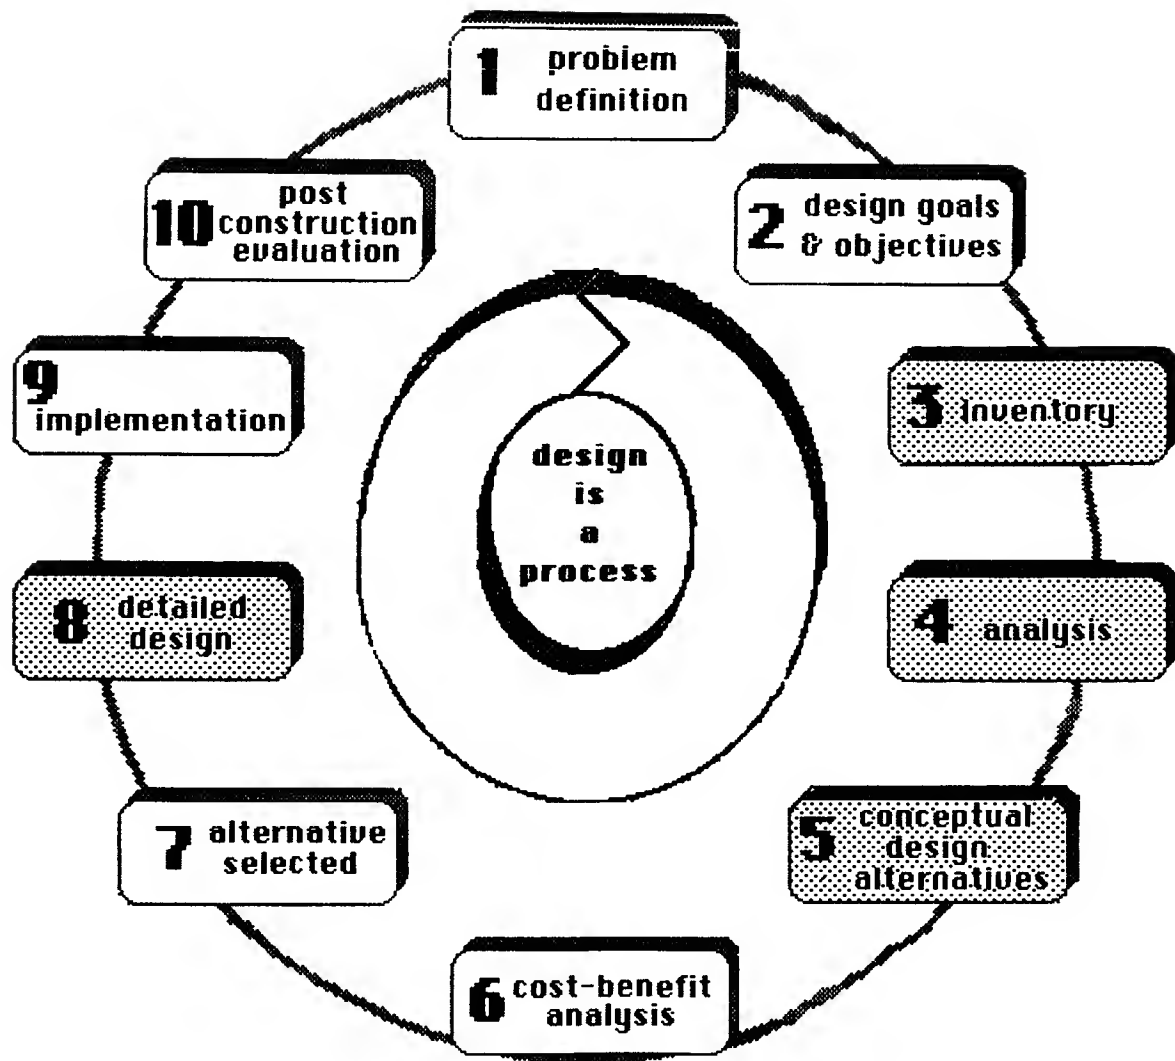 1 problem
definition
2 design goals
& objectives
3 inventory
4 analysis
5 conceptual
design
alternatives
6 cost-benefit
analysis
7 alternative
selected
8 detailed
design
9
implementation
10 post
construction
evaluation
design
is
a
process